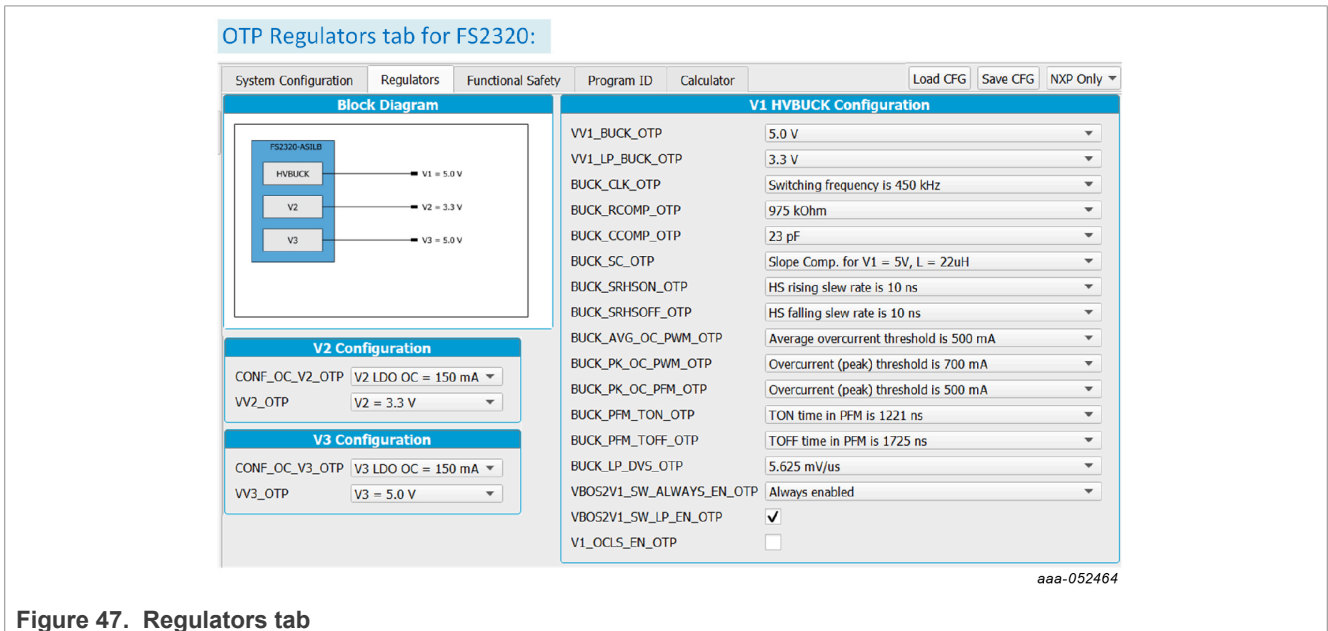 OTP Regulators tab for FS2320:
System Configuration Regulators Functional Safety Program ID Calculator Load CFG Save CFG NXP Only
Block Diagram
FS2320-ASILB
HVBUCK V1 = 5.0 V
V2 V2 = 3.3 V
V3 V3 = 5.0 V
V2 Configuration
CONF_OC_V2_OTP V2 LDO OC = 150 mA
VV2_OTP V2 = 3.3 V
V3 Configuration
CONF_OC_V3_OTP V3 LDO OC = 150 mA
VV3_OTP V3 = 5.0 V
V1 HVBUCK Configuration
VV1_BUCK_OTP 5.0 V
VV1_LP_BUCK_OTP 3.3 V
BUCK_CLK_OTP Switching frequency is 450 kHz
BUCK_RCOMP_OTP 975 kOhm
BUCK_CCOMP_OTP 23 pF
BUCK_SC_OTP Slope Comp. for V1 = 5V, L = 22uH
BUCK_SRHSON_OTP HS rising slew rate is 10 ns
BUCK_SRHSOFF_OTP HS falling slew rate is 10 ns
BUCK_AVG_OC_PWM_OTP Average overcurrent threshold is 500 mA
BUCK_PK_OC_PWM_OTP Overcurrent (peak) threshold is 700 mA
BUCK_PK_OC_PFM_OTP Overcurrent (peak) threshold is 500 mA
BUCK_PFM_TON_OTP TON time in PFM is 1221 ns
BUCK_PFM_TOFF_OTP TOFF time in PFM is 1725 ns
BUCK_LP_DVS_OTP 5.625 mV/us
VBOS2V1_SW_ALWAYS_EN_OTP Always enabled
VBOS2V1_SW_LP_EN_OTP
V1_OCLS_EN_OTP
aaa-052464
Figure 47. Regulators tab